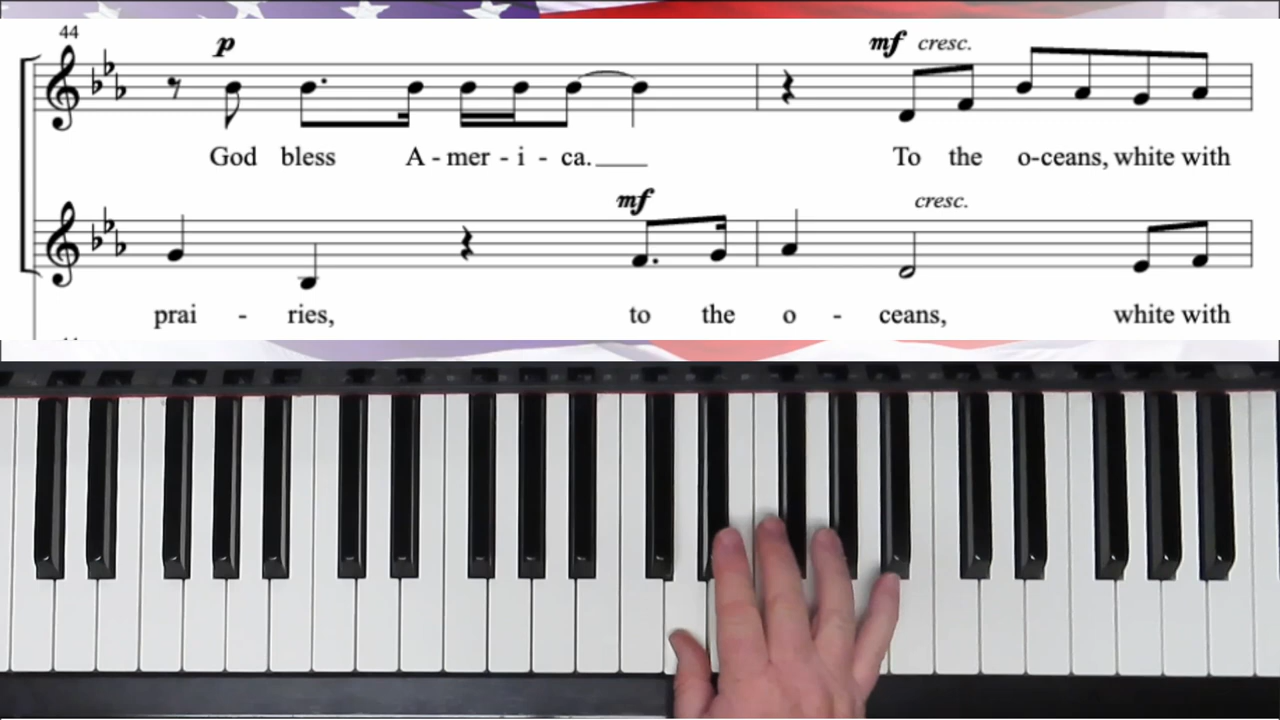 44
p
mf cresc.
God bless A - mer - i - ca.
To the o-ceans, white with
mf
cresc.
prai - ries, to the o - ceans, white with